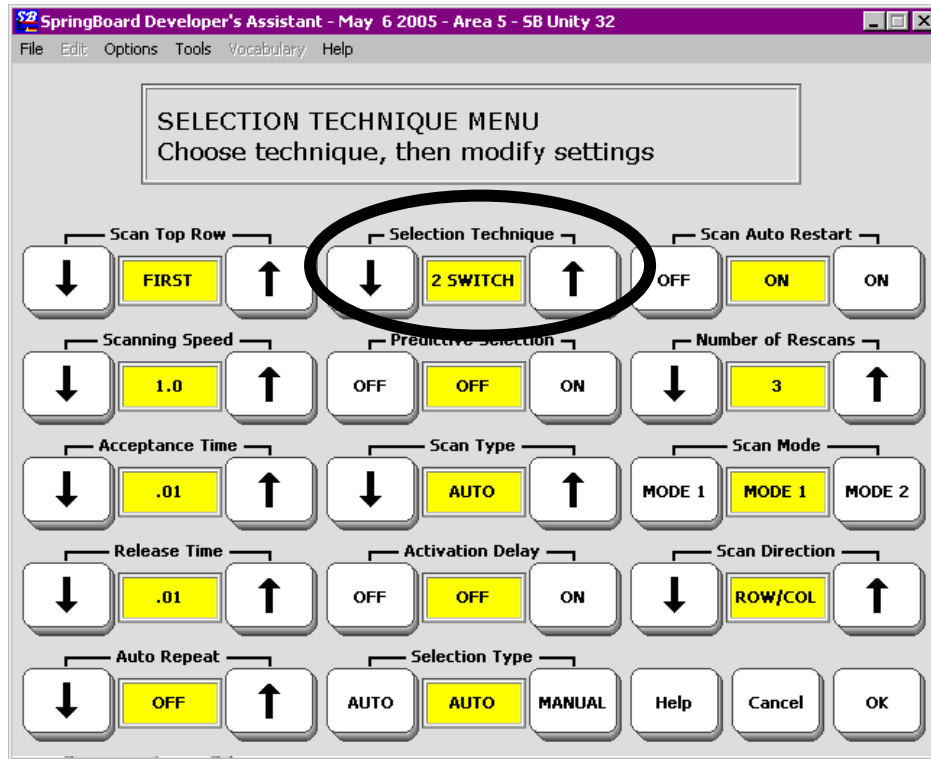 SpringBoard Developer's Assistant - May 6 2005 - Area 5 - SB Unity 32
File Edit Options Tools Vocabulary Help
SELECTION TECHNIQUE MENU
Choose technique, then modify settings
Scan Top Row Selection Technique Scan Auto Restart
FIRST 2 SWITCH OFF ON ON
Scanning Speed Predictive Selection Number of Rescans
1.0 OFF OFF ON 3
Acceptance Time Scan Type Scan Mode
.01 AUTO MODE 1 MODE 1 MODE 2
Release Time Activation Delay Scan Direction
.01 OFF OFF ON ROW/COL
Auto Repeat Selection Type
OFF AUTO AUTO MANUAL Help Cancel OK